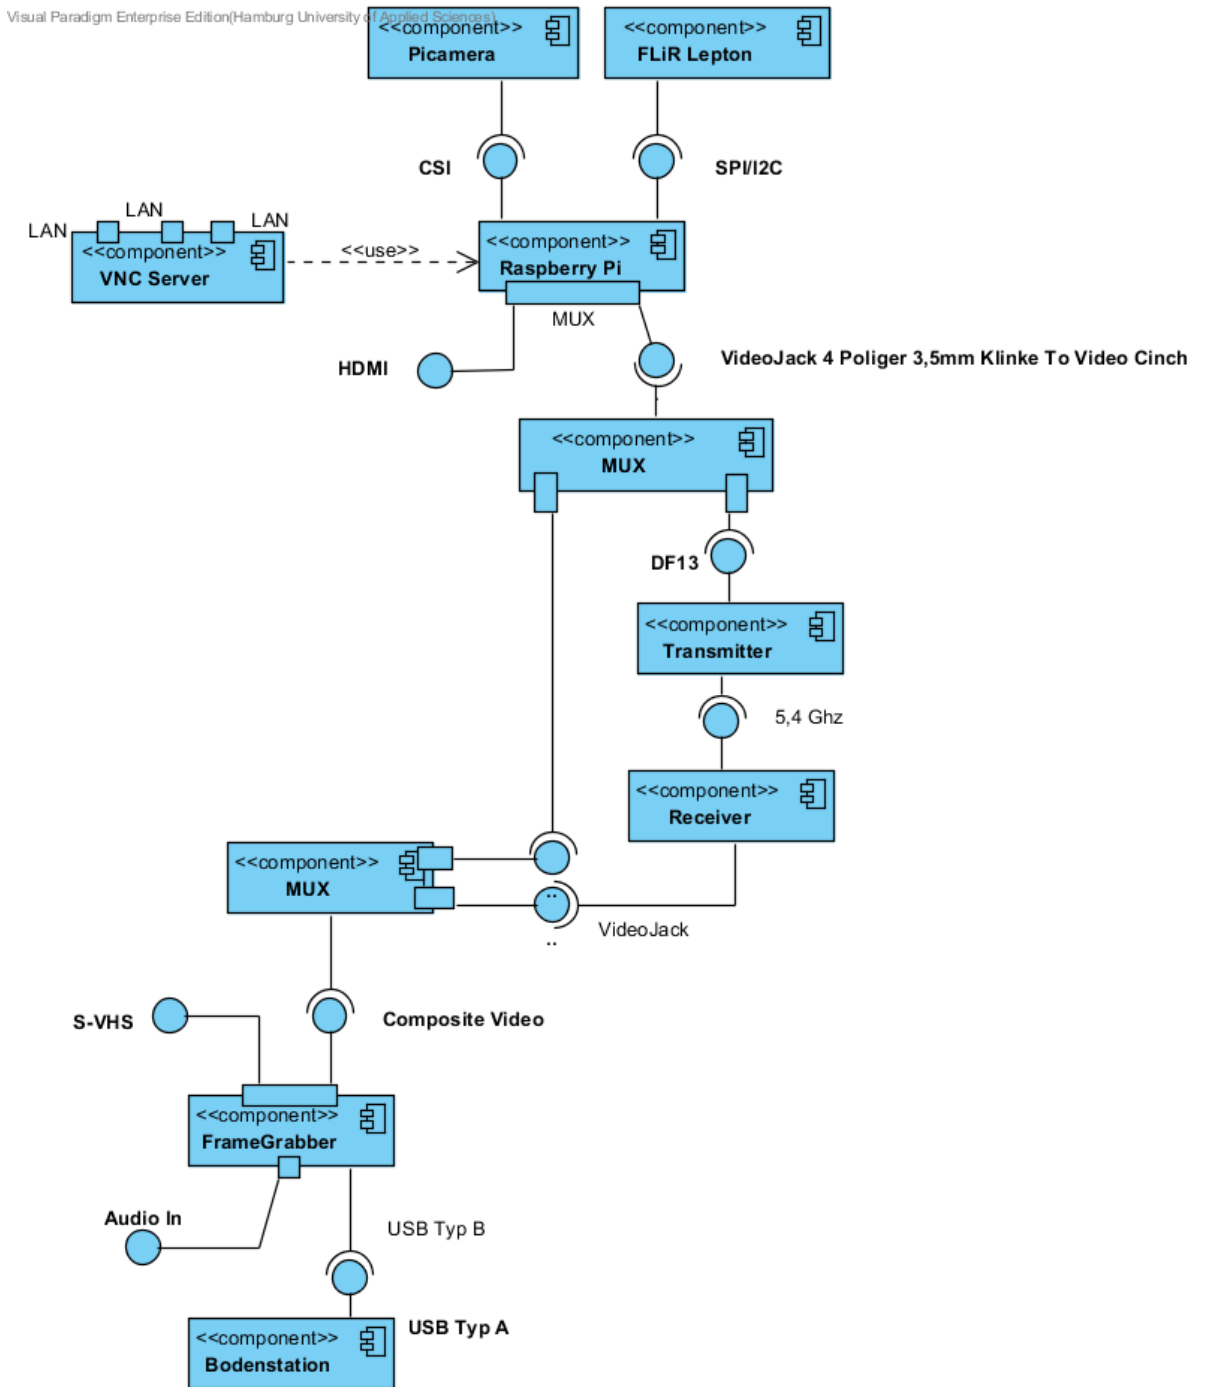 Visual Paradigm Enterprise Edition(Hamburg University of Applied Sciences)
<<component>>
Picamera
<<component>>
FLiR Lepton
CSI
SPI/I2C
LAN
LAN
LAN
<<component>>
VNC Server
<<use>>
<<component>>
Raspberry Pi
MUX
HDMI
VideoJack 4 Poliger 3,5mm Klinke To Video Cinch
.
<<component>>
MUX
DF13
<<component>>
Transmitter
5,4 Ghz
<<component>>
Receiver
<<component>>
MUX
..
VideoJack
..
S-VHS
Composite Video
<<component>>
FrameGrabber
Audio In
USB Typ B
USB Typ A
<<component>>
Bodenstation